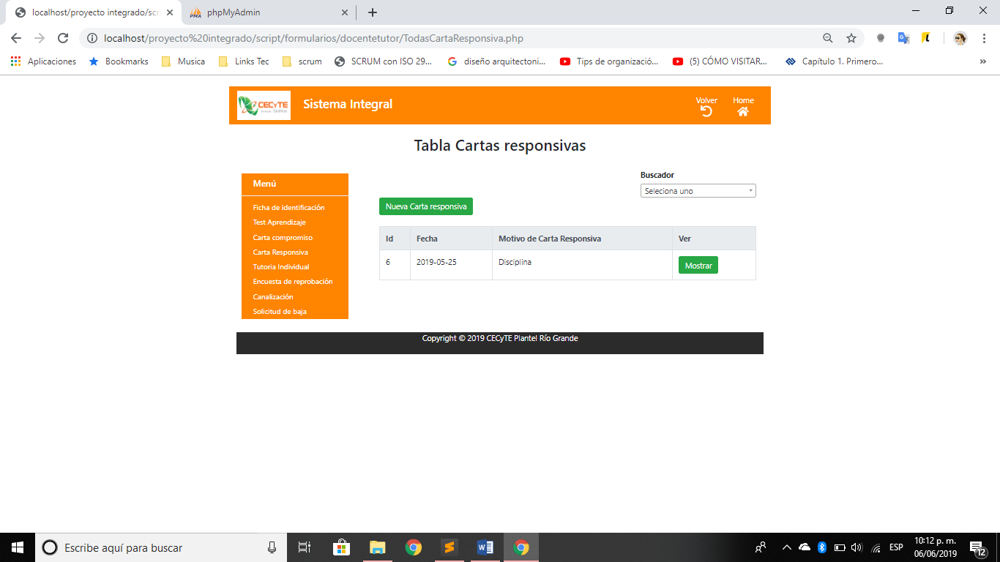 localhost/proyecto integrado/scr
phpMyAdmin
localhost/proyecto%20integrado/script/formularios/docentetutor/TodasCartaResponsiva.php
Aplicaciones
Bookmarks
Musica
Links Tec
scrum
SCRUM con ISO 29...
diseño arquitectoni...
Tips de organizació...
(5) CÓMO VISITAR...
Capítulo 1. Primero...
CECyTE
Sistema Integral
Volver
Home
Tabla Cartas responsivas
Menú
Ficha de identificación
Test Aprendizaje
Carta compromiso
Carta Responsiva
Tutoria Individual
Encuesta de reprobación
Canalización
Solicitud de baja
Buscador
Seleciona uno
Nueva Carta responsiva
Id Fecha Motivo de Carta Responsiva Ver
6 2019-05-25 Disciplina Mostrar
Copyright © 2019 CECyTE Plantel Río Grande
Escribe aquí para buscar
ESP
10:12 p. m.
06/06/2019
12